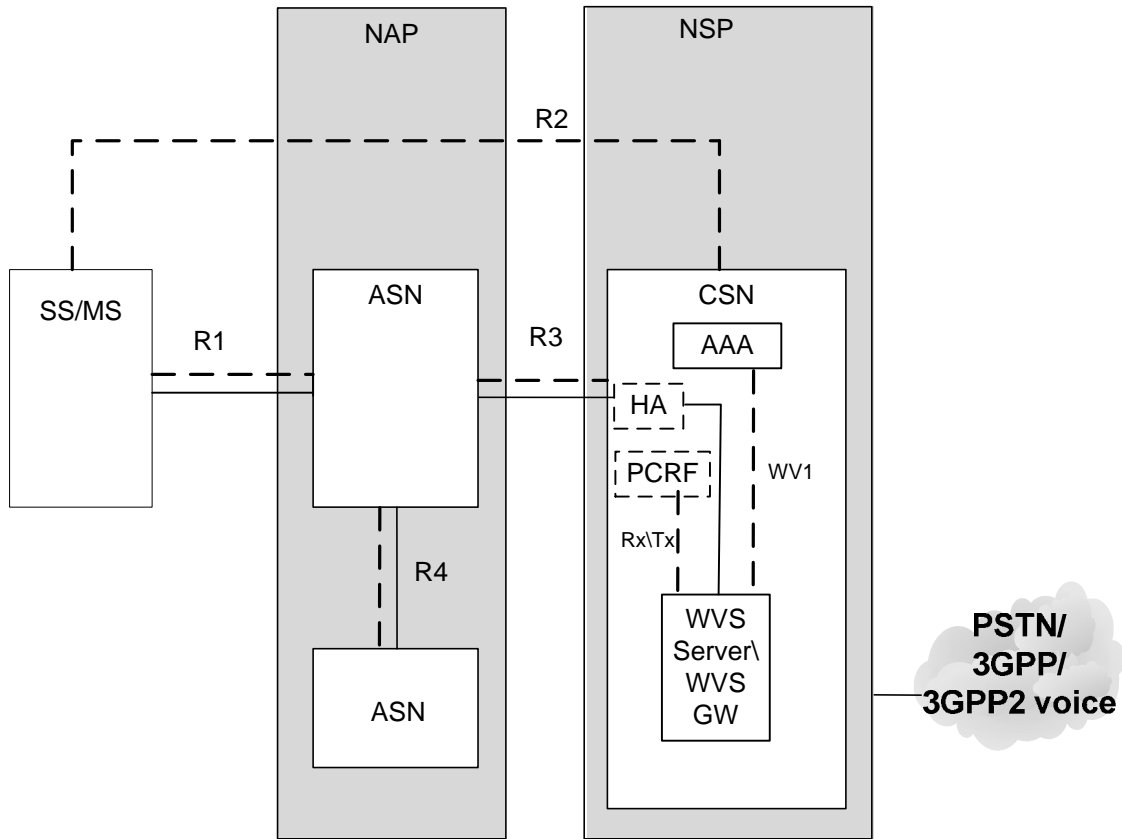 NAP
NSP
R2
SS/MS
ASN
CSN
R1
R3
AAA
HA
PCRF
WV1
Rx\Tx
R4
WVS
Server\
WVS
GW
ASN
PSTN/
3GPP/
3GPP2 voice